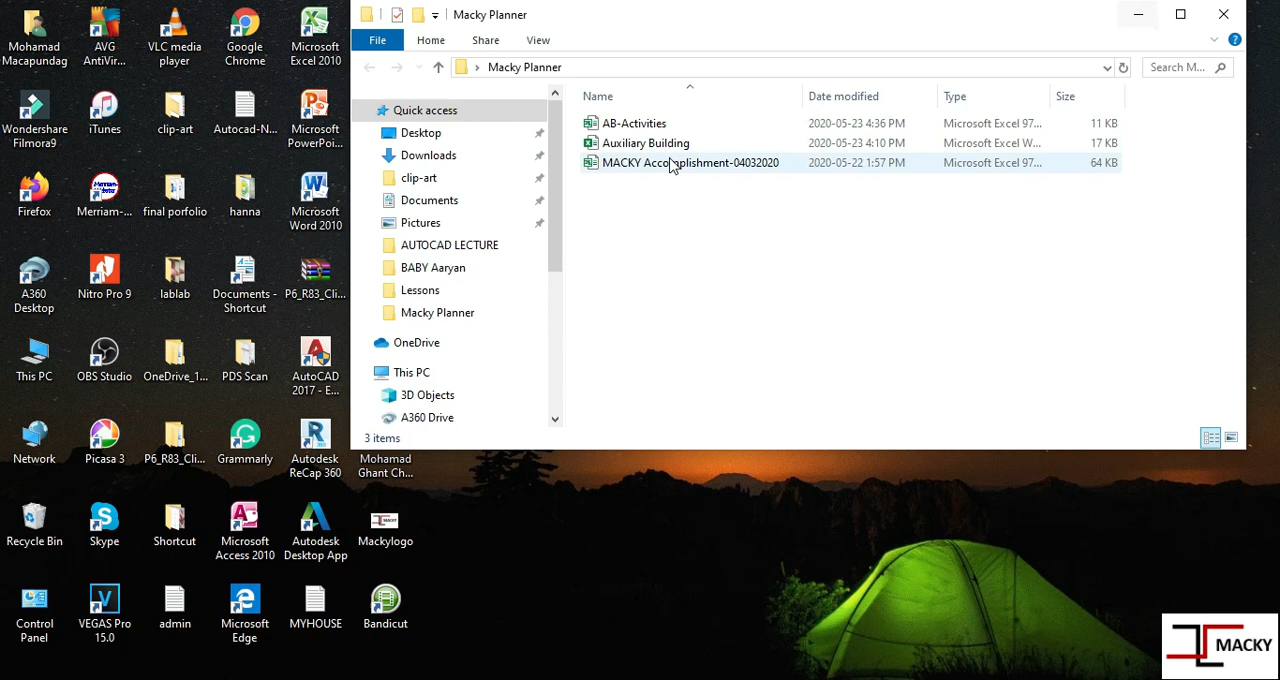 Mohamad
Macapundag
AVG
AntiVir...
VLC media
player
Google
Chrome
Microsoft
Excel 2010
Wondershare
Filmora9
iTunes
clip-art
Autocad-N...
Microsoft
PowerPoi...
Firefox
Merriam-...
final porfolio
hanna
Microsoft
Word 2010
A360
Desktop
Nitro Pro 9
lablab
Documents -
Shortcut
P6_R83_Cli...
This PC
OBS Studio
OneDrive_1...
PDS Scan
AutoCAD
2017 - E...
Network
Picasa 3
P6_R83_Cli...
Grammarly
Autodesk
ReCap 360
Mohamad
Ghant Ch...
Recycle Bin
Skype
Shortcut
Microsoft
Access 2010
Autodesk
Desktop App
Mackylogo
Control
Panel
VEGAS Pro
15.0
admin
Microsoft
Edge
MYHOUSE
Bandicut
Macky Planner
File Home Share View
Macky Planner
Search M...
Quick access
Desktop
Downloads
clip-art
Documents
Pictures
AUTOCAD LECTURE
BABY Aaryan
Lessons
Macky Planner
OneDrive
This PC
3D Objects
A360 Drive
Name Date modified Type Size
AB-Activities 2020-05-23 4:36 PM Microsoft Excel 97... 11 KB
Auxiliary Building 2020-05-23 4:10 PM Microsoft Excel W... 17 KB
MACKY Accomplishment-04032020 2020-05-22 1:57 PM Microsoft Excel 97... 64 KB
3 items
MACKY